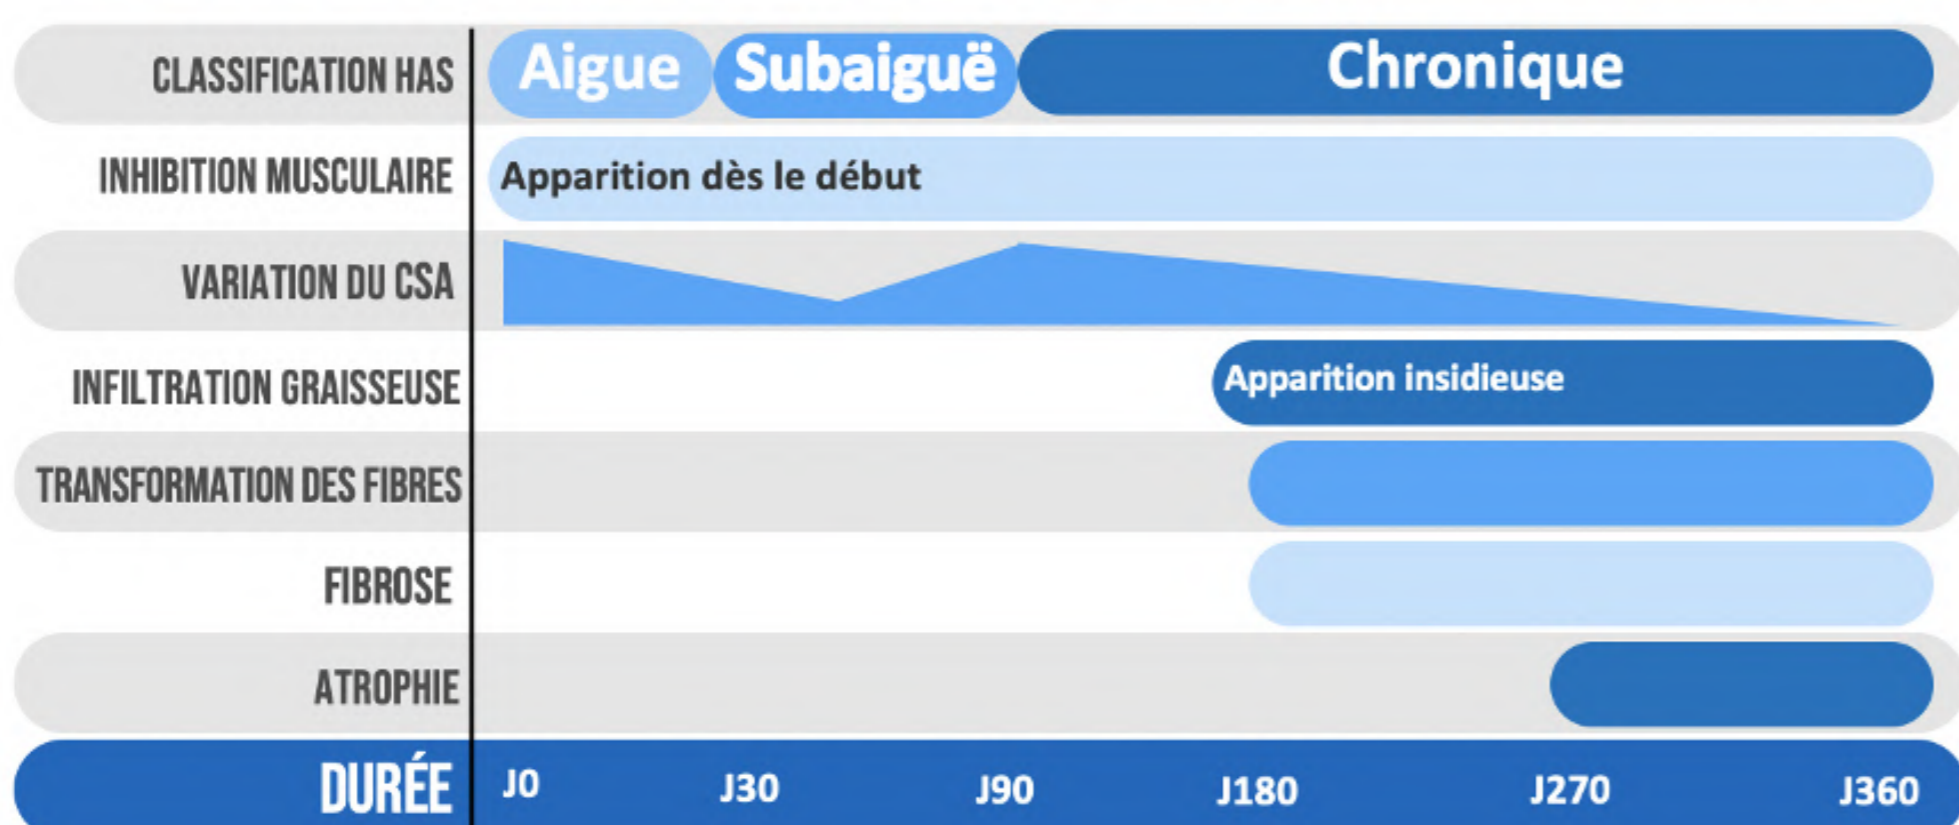 CLASSIFICATION HAS Aigue Subaiguë Chronique
INHIBITION MUSCULAIRE Apparition dès le début
VARIATION DU CSA
INFILTRATION GRAISSEUSE Apparition insidieuse
TRANSFORMATION DES FIBRES
FIBROSE
ATROPHIE
DURÉE J0 J30 J90 J180 J270 J360